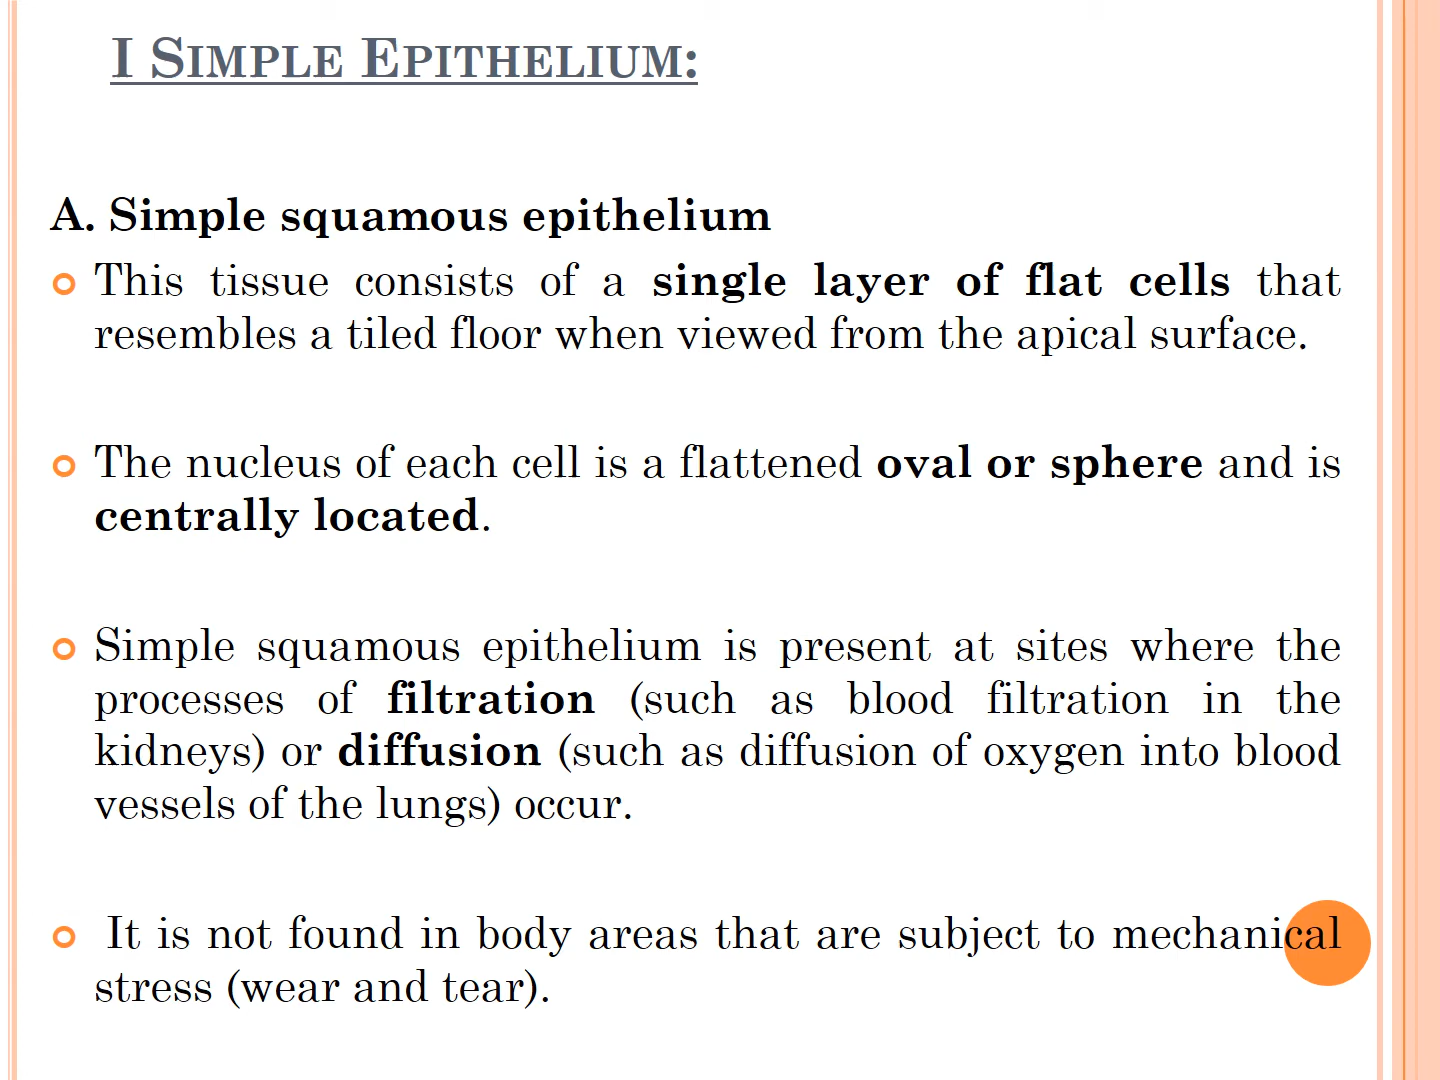 I SIMPLE EPITHELIUM:
A. Simple squamous epithelium
This tissue consists of a single layer of flat cells that
resembles a tiled floor when viewed from the apical surface.
The nucleus of each cell is a flattened oval or sphere and is
centrally located.
Simple squamous epithelium is present at sites where the
processes of filtration (such as blood filtration in the
kidneys) or diffusion (such as diffusion of oxygen into blood
vessels of the lungs) occur.
It is not found in body areas that are subject to mechanical
stress (wear and tear).